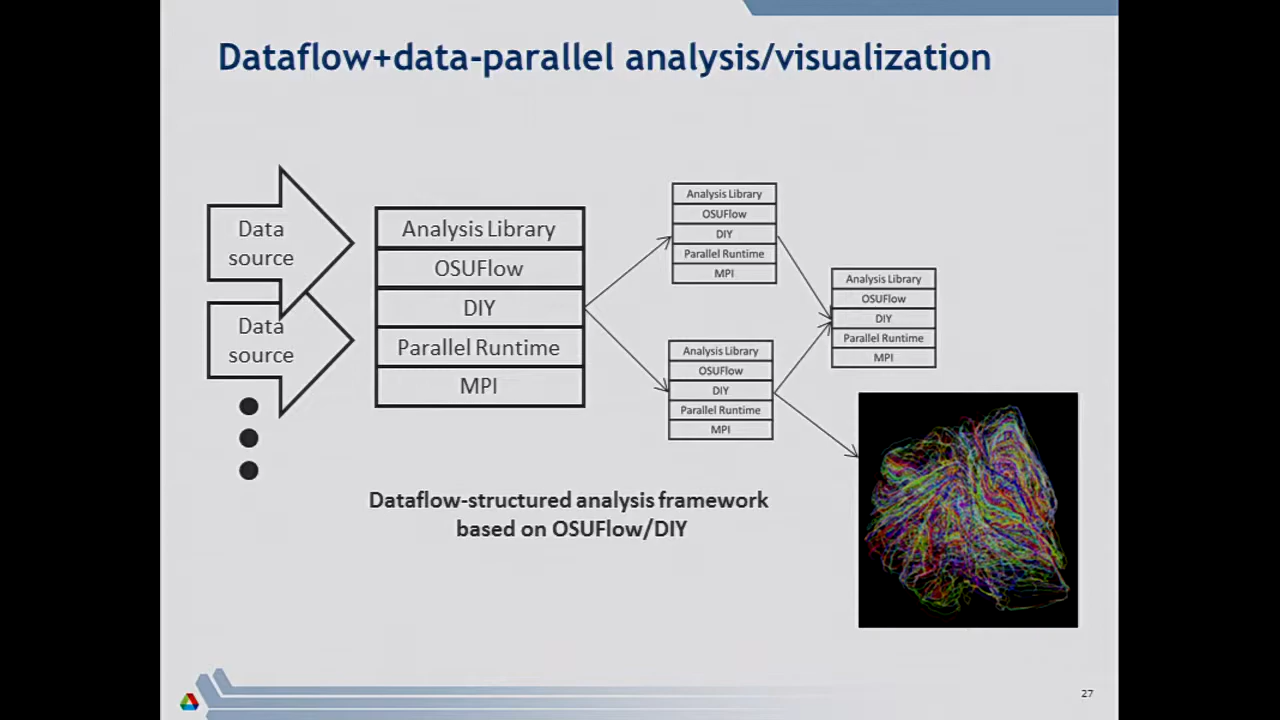 Dataflow+data-parallel analysis/visualization
Data
source
Data
source
Analysis Library
OSUFlow
DIY
Parallel Runtime
MPI
Analysis Library
OSUFlow
DIY
Parallel Runtime
MPI
Analysis Library
OSUFlow
DIY
Parallel Runtime
MPI
Analysis Library
OSUFlow
DIY
Parallel Runtime
MPI
Dataflow-structured analysis framework
based on OSUFlow/DIY
27